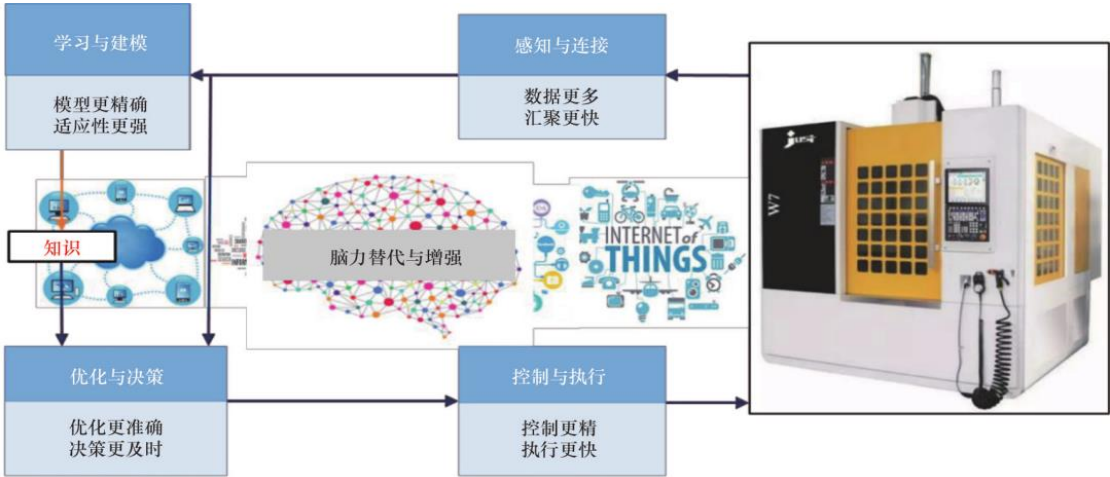 学习与建模
模型更精确
适应性更强
感知与连接
数据更多
汇聚更快
知识
脑力替代与增强
INTERNET of
THINGS
W7
优化与决策
优化更准确
决策更及时
控制与执行
控制更精
执行更快